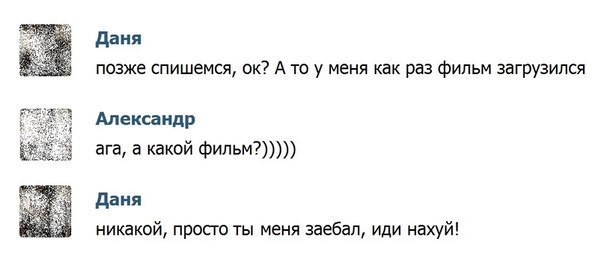 Даня
позже спишемся, ок? А то у меня как раз фильм загрузился
Александр
ага, а какой фильм?)))))
Даня
никакой, просто ты меня заебал, иди нахуй!